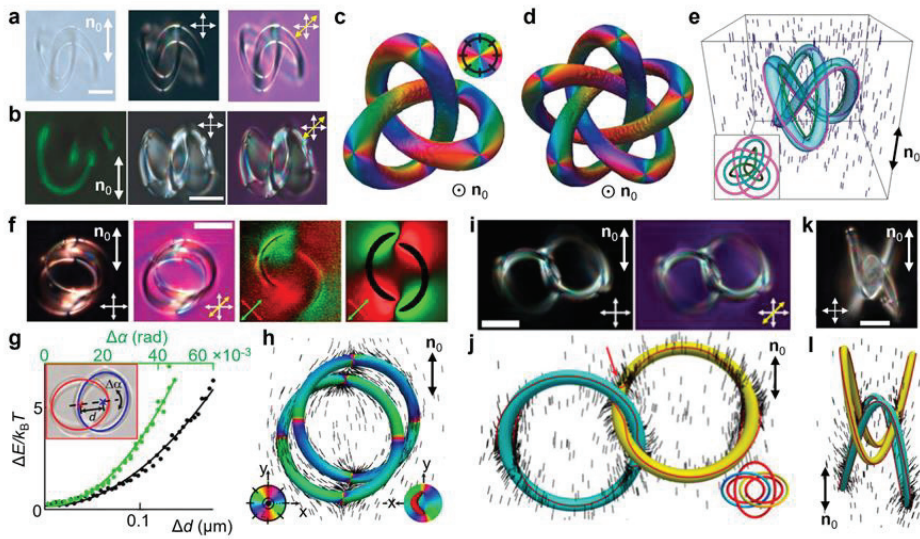 a
n₀
c
d
e
b
n₀
⊙ n₀
⊙ n₀
n₀
f
n₀
i
n₀
k
n₀
g
Δα (rad)
0 20 40 60 ×10⁻³
h
n₀
j
n₀
l
5
0
ΔE/k_BT
Δα
d
0.1
Δd (μm)
y
x
y
x
n₀